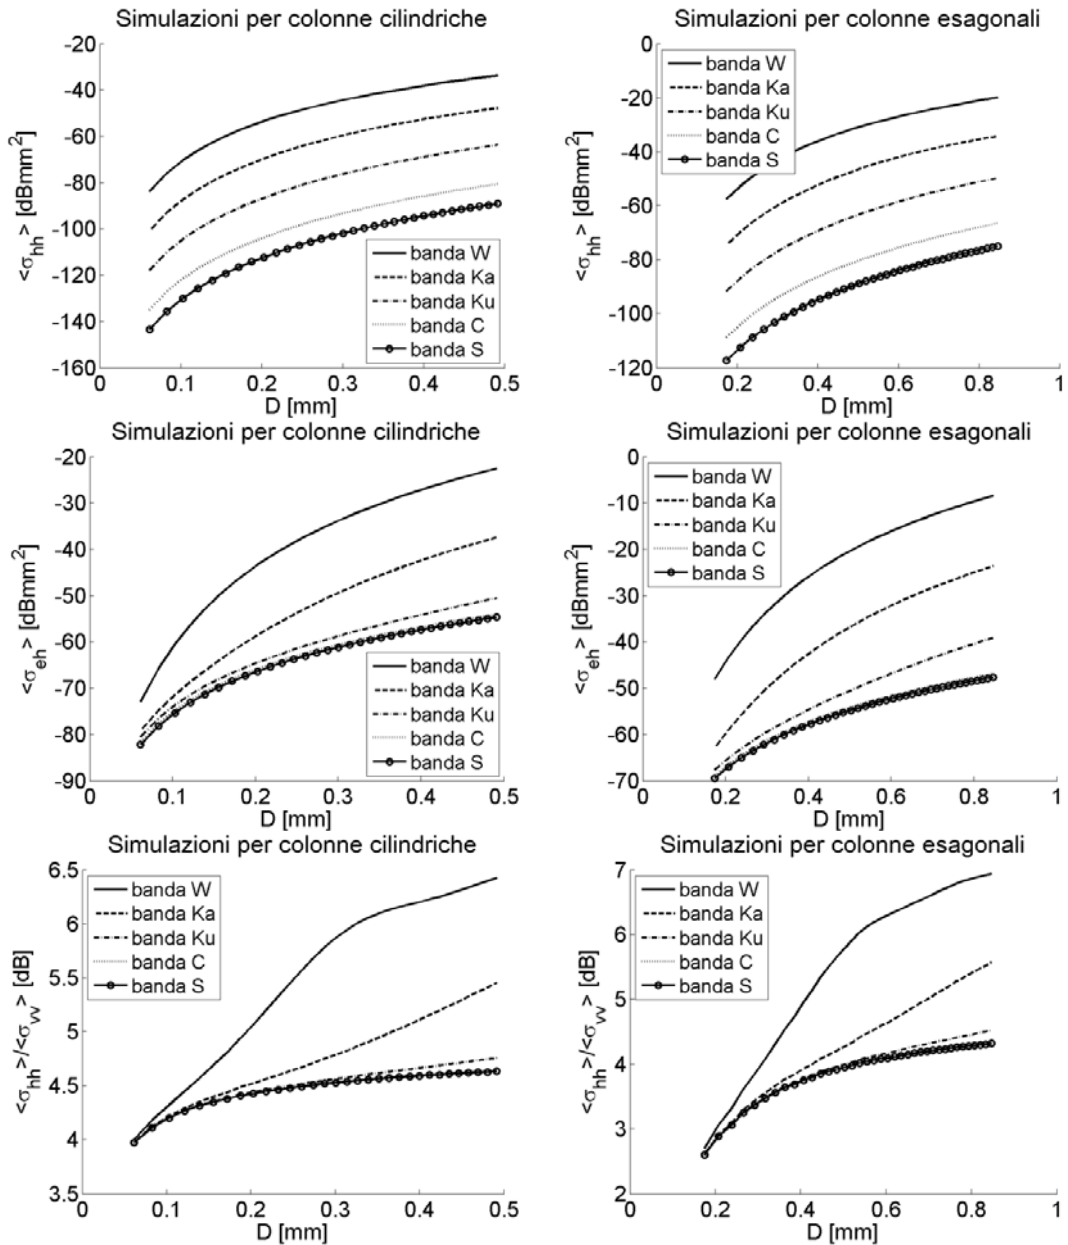 Simulazioni per colonne cilindriche
-20
-40
-60
-80
-100
-120
-140
-160
<σhh> [dBmm²]
banda W
banda Ka
banda Ku
banda C
banda S
0 0.1 0.2 0.3 0.4 0.5
D [mm]
Simulazioni per colonne esagonali
0
-20
-40
-60
-80
-100
-120
<σhh> [dBmm²]
banda W
banda Ka
banda Ku
banda C
banda S
0 0.2 0.4 0.6 0.8 1
D [mm]
Simulazioni per colonne cilindriche
-20
-30
-40
-50
-60
-70
-80
-90
<σeh> [dBmm²]
banda W
banda Ka
banda Ku
banda C
banda S
0 0.1 0.2 0.3 0.4 0.5
D [mm]
Simulazioni per colonne esagonali
0
-10
-20
-30
-40
-50
-60
-70
<σeh> [dBmm²]
banda W
banda Ka
banda Ku
banda C
banda S
0 0.2 0.4 0.6 0.8 1
D [mm]
Simulazioni per colonne cilindriche
6.5
6
5.5
5
4.5
4
3.5
<σhh>/<σvv> [dB]
banda W
banda Ka
banda Ku
banda C
banda S
0 0.1 0.2 0.3 0.4 0.5
D [mm]
Simulazioni per colonne esagonali
7
6
5
4
3
2
<σhh>/<σvv> [dB]
banda W
banda Ka
banda Ku
banda C
banda S
0 0.2 0.4 0.6 0.8 1
D [mm]